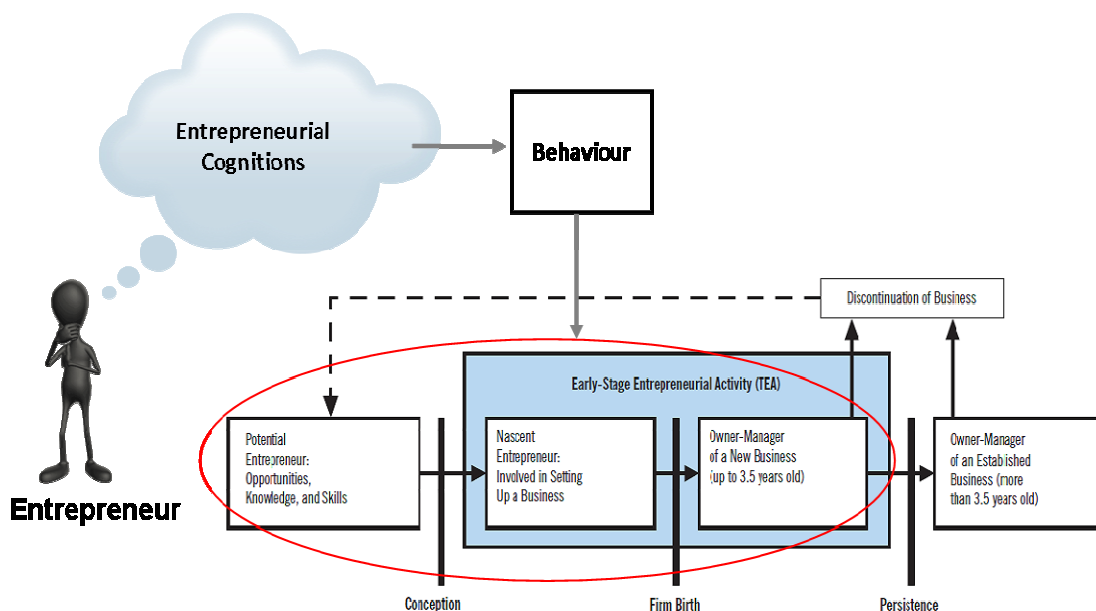 Entrepreneurial
Cognitions
Behaviour
Entrepreneur
Discontinuation of Business
Early-Stage Entrepreneurial Activity (TEA)
Potential
Entrepreneur:
Opportunities,
Knowledge, and Skills
Nascent
Entrepreneur:
Involved in Setting
Up a Business
Owner-Manager
of a New Business
(up to 3.5 years old)
Owner-Manager
of an Established
Business (more
than 3.5 years old)
Conception
Firm Birth
Persistence